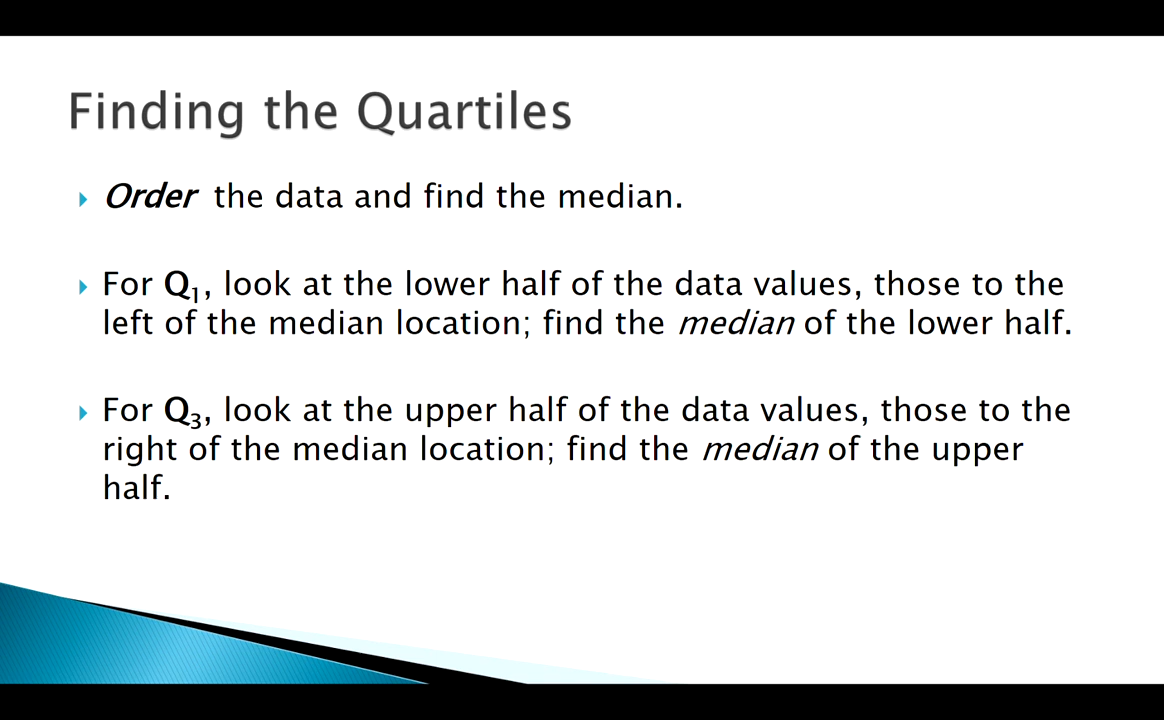 Finding the Quartiles
Order the data and find the median.
For Q₁, look at the lower half of the data values, those to the
left of the median location; find the median of the lower half.
For Q₃, look at the upper half of the data values, those to the
right of the median location; find the median of the upper
half.